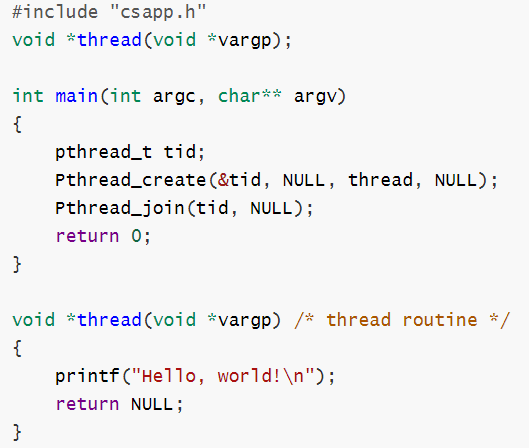 #include "csapp.h"
void *thread(void *vargp);
int main(int argc, char** argv)
{
pthread_t tid;
Pthread_create(&tid, NULL, thread, NULL);
Pthread_join(tid, NULL);
return 0;
}
void *thread(void *vargp) /* thread routine */
{
printf("Hello, world!\n");
return NULL;
}